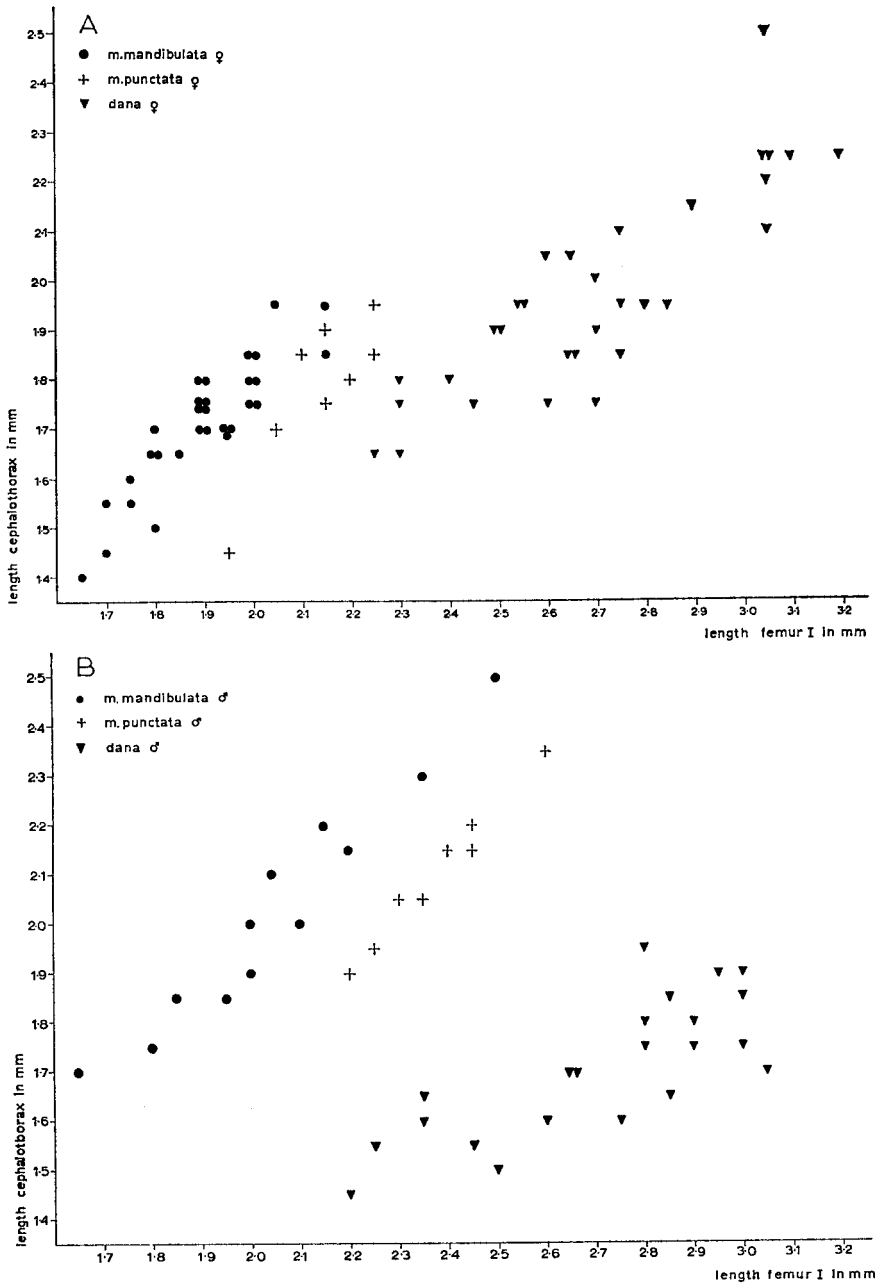 A
m.mandibulata ♀
m.punctata ♀
dana ♀
2·5
2·4
2·3
2·2
2·1
2·0
1·9
1·8
1·7
1·6
1·5
1·4
length cephalothorax in mm
1·7 1·8 1·9 2·0 2·1 2·2 2·3 2·4 2·5 2·6 2·7 2·8 2·9 3·0 3·1 3·2
length femur I in mm
B
m.mandibulata ♂
m.punctata ♂
dana ♂
2·5
2·4
2·3
2·2
2·1
2·0
1·9
1·8
1·7
1·6
1·5
1·4
length cephalotborax in mm
1·7 1·8 1·9 2·0 2·1 2·2 2·3 2·4 2·5 2·6 2·7 2·8 2·9 3·0 3·1 3·2
length femur I in mm